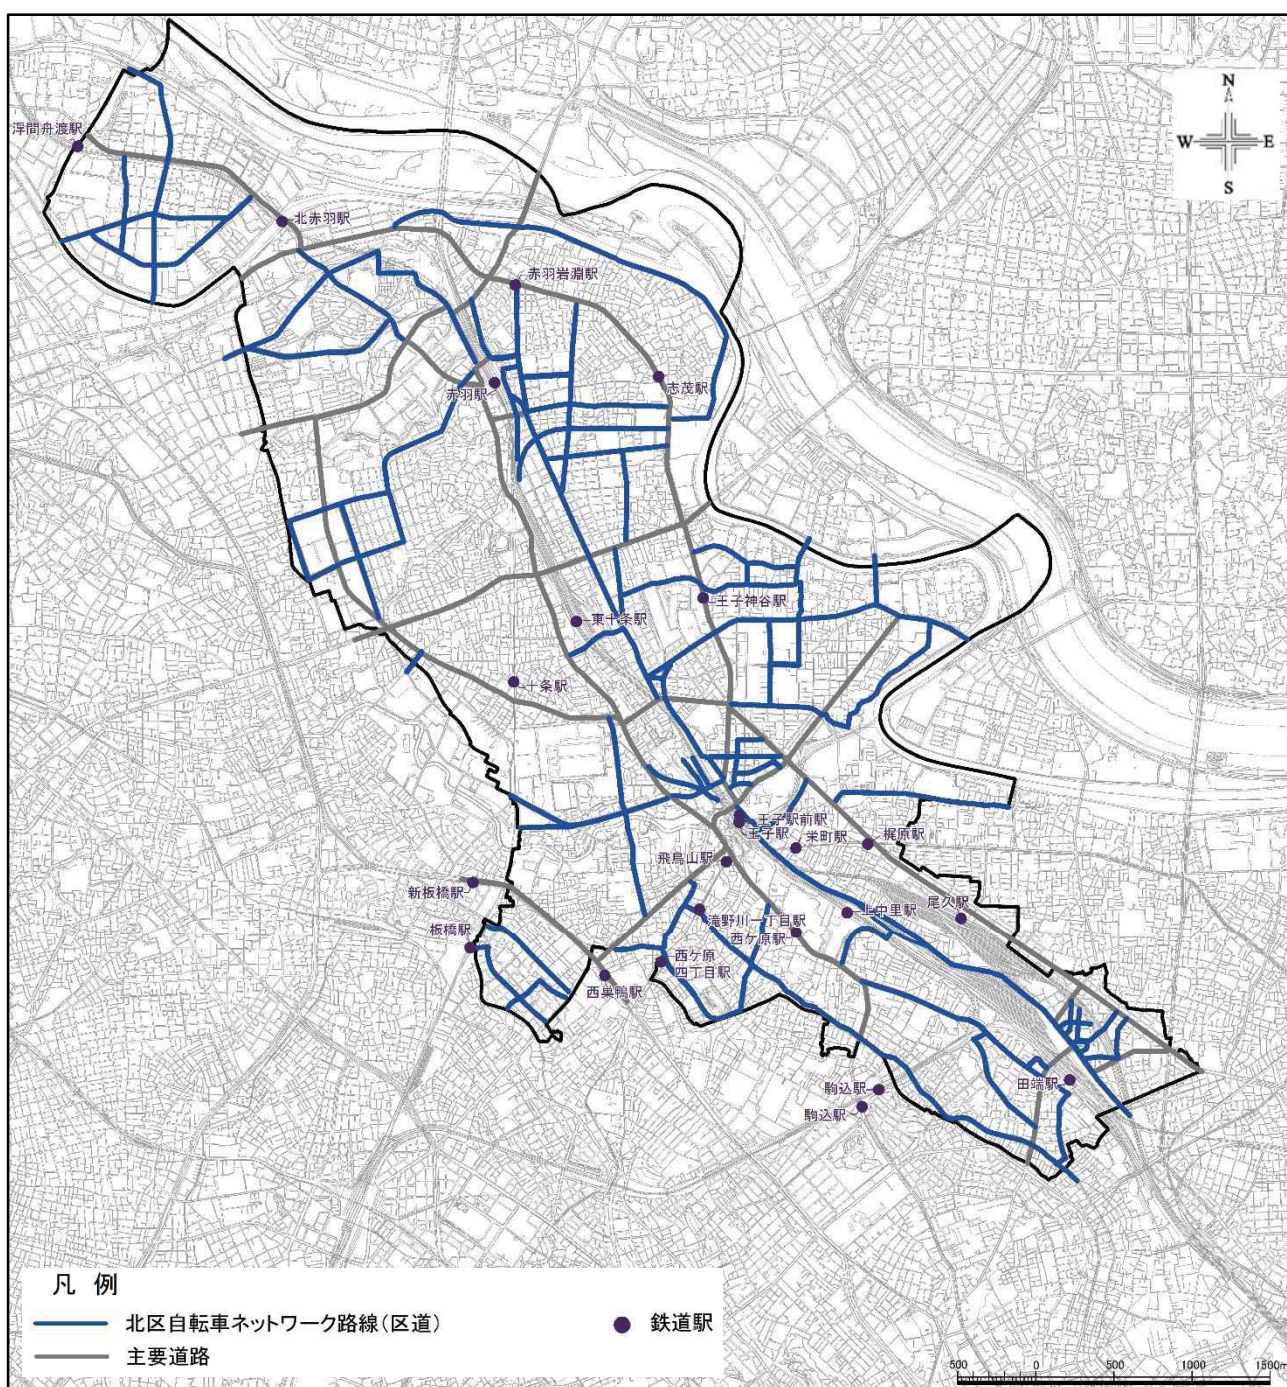 N
W E
S
浮間舟渡駅
北赤羽駅
赤羽岩淵駅
赤羽駅
志茂駅
王子神谷駅
東十条駅
十条駅
王子駅前駅
王子駅
栄町駅
梶原駅
飛鳥山駅
新板橋駅
滝野川一丁目駅
上中里駅
尾久駅
西ケ原駅
板橋駅
西ケ原
四丁目駅
西巣鴨駅
田端駅
駒込駅
駒込駅
凡 例
北区自転車ネットワーク路線(区道)
鉄道駅
主要道路
500 0 500 1000 1500m